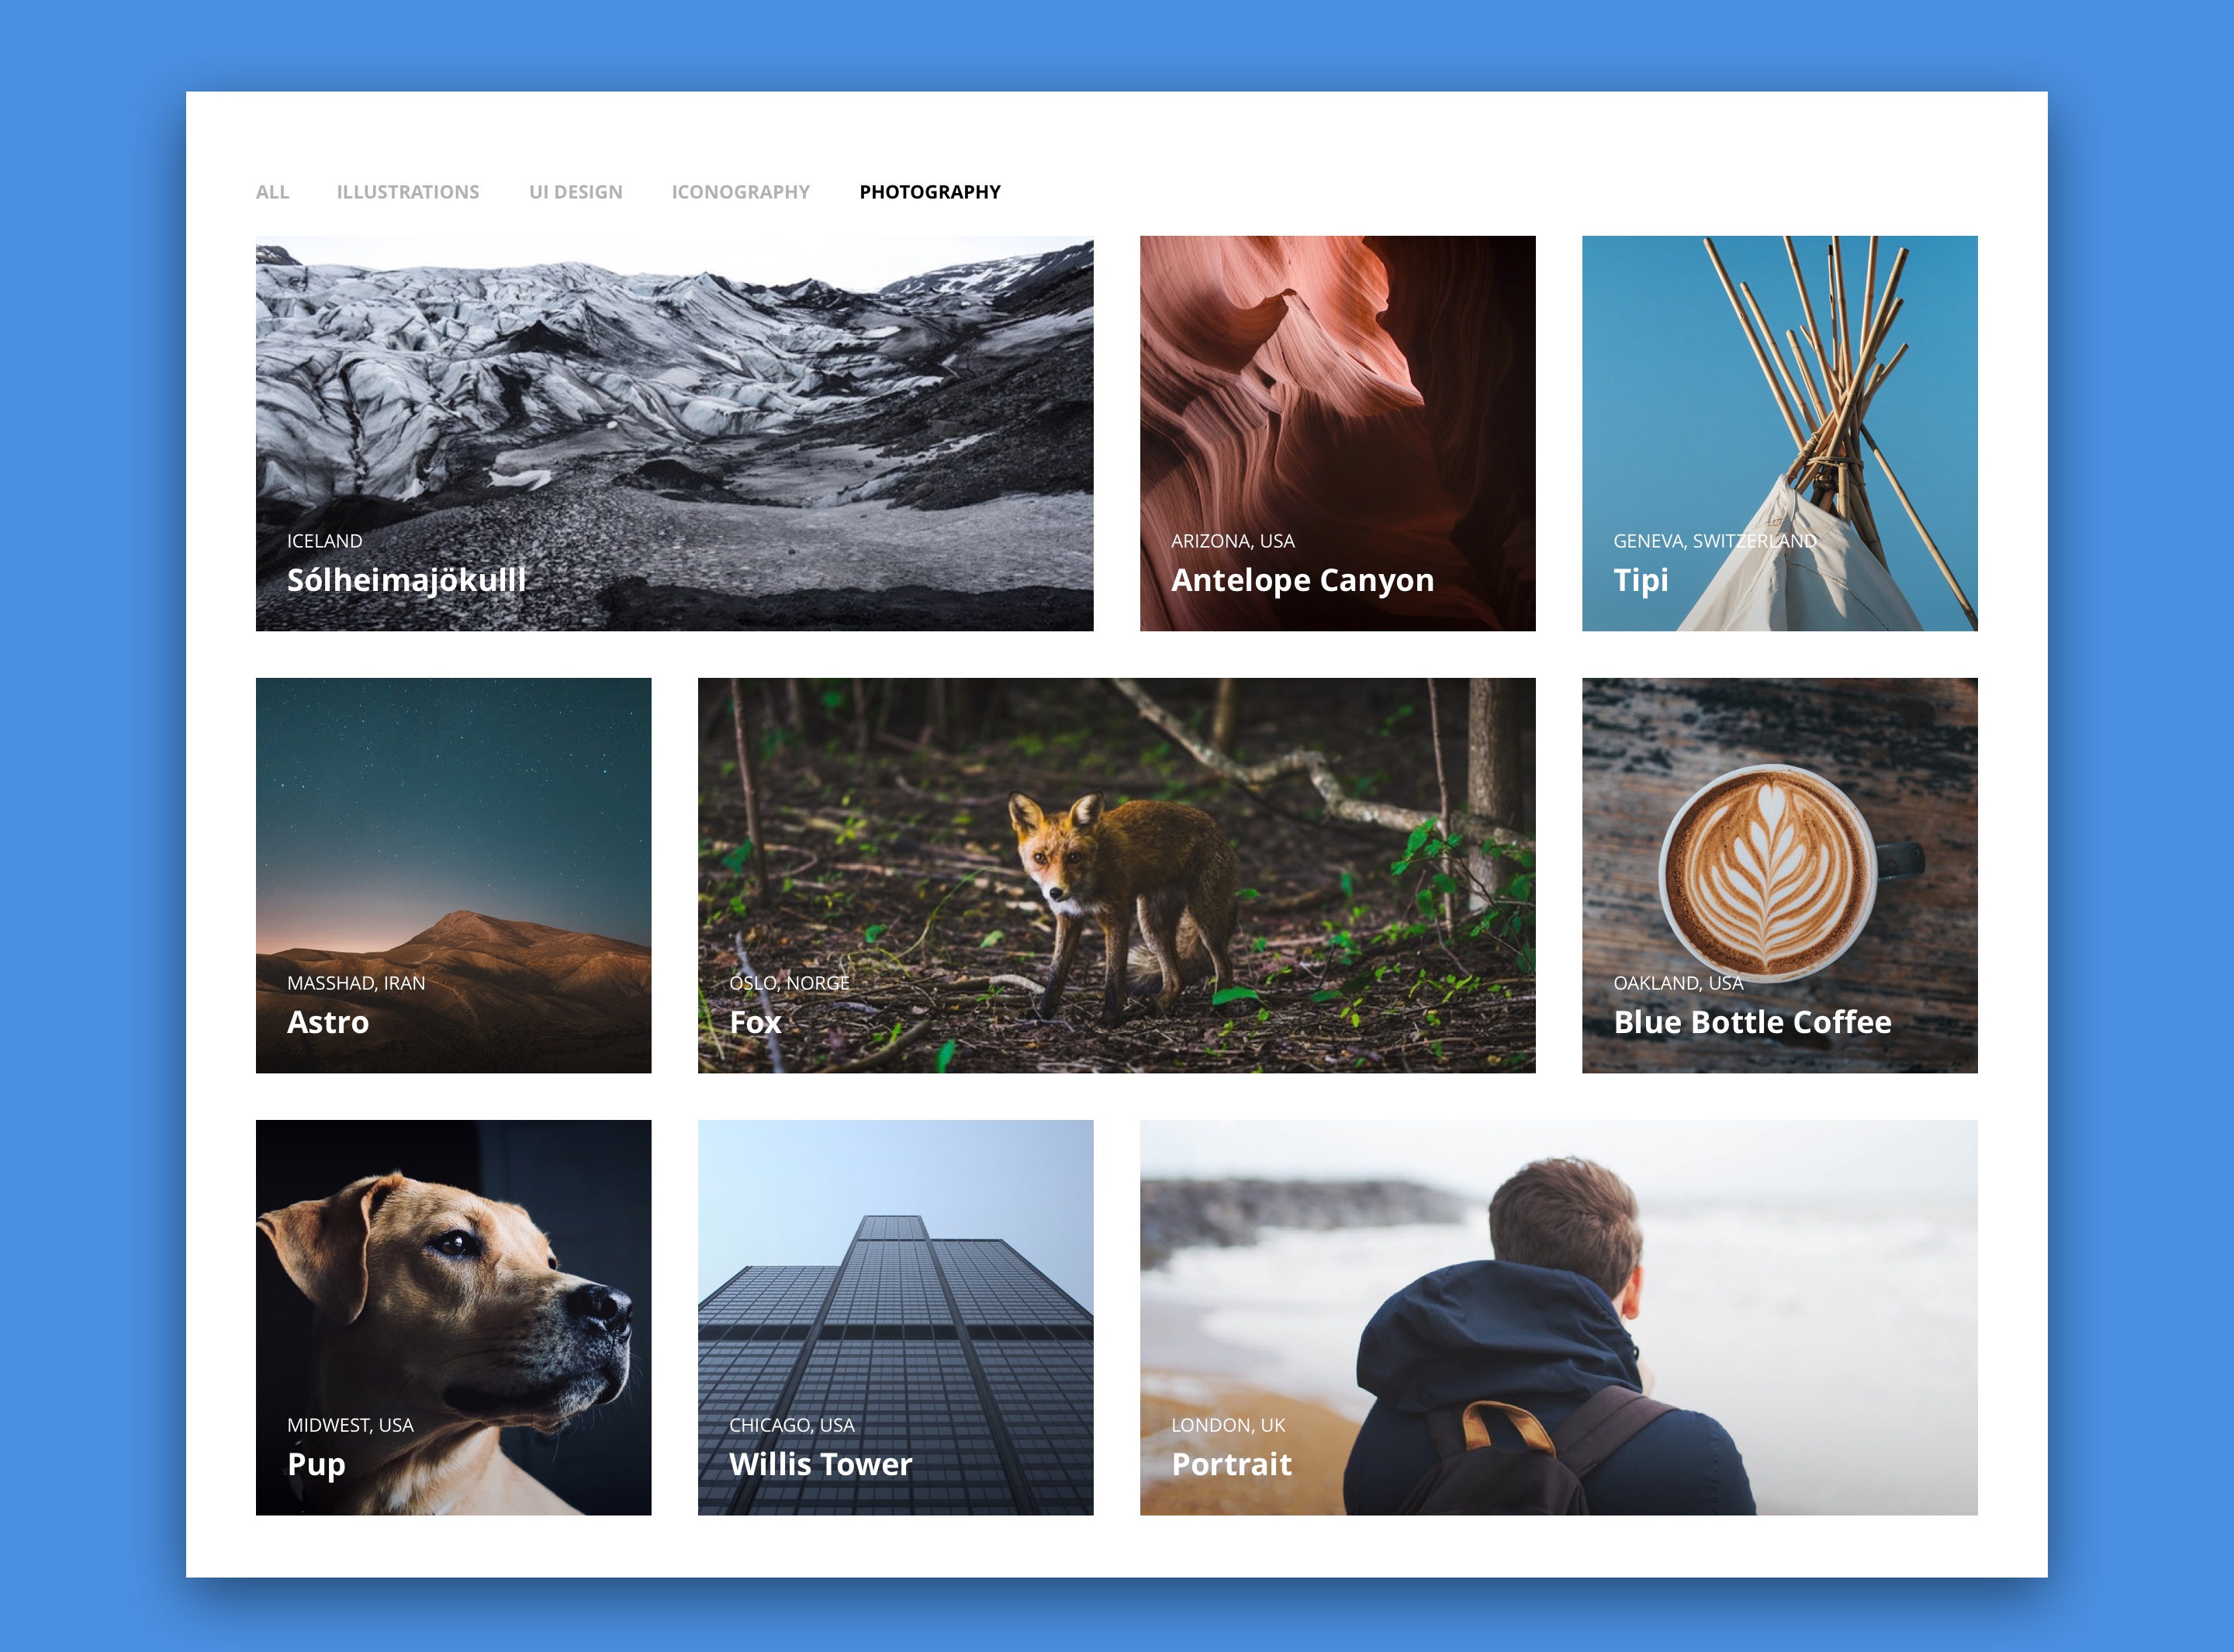 ALL ILLUSTRATIONS UI DESIGN ICONOGRAPHY PHOTOGRAPHY
ICELAND
Sólheimajökulll
ARIZONA, USA
Antelope Canyon
GENEVA, SWITZERLAND
Tipi
MASSHAD, IRAN
Astro
OSLO, NORGE
Fox
OAKLAND, USA
Blue Bottle Coffee
MIDWEST, USA
Pup
CHICAGO, USA
Willis Tower
LONDON, UK
Portrait